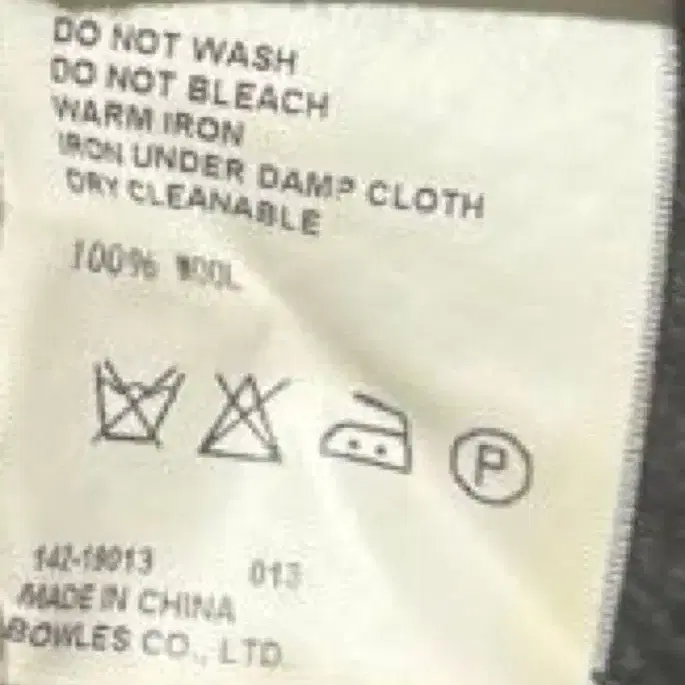 DO NOT WASH
DO NOT BLEACH
WARM IRON
IRON UNDER DAMP CLOTH
DRY CLEANABLE
100% WOOL
P
142-18013 013
MADE IN CHINA
BOWLES CO., LTD.